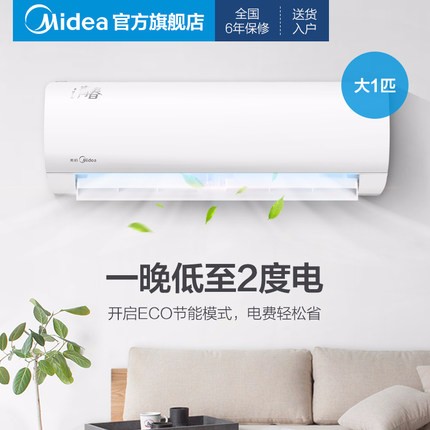 Midea 官方旗舰店
全国
6年保修
送货
入户
大1匹
Midea
一晚低至2度电
开启ECO节能模式，电费轻松省